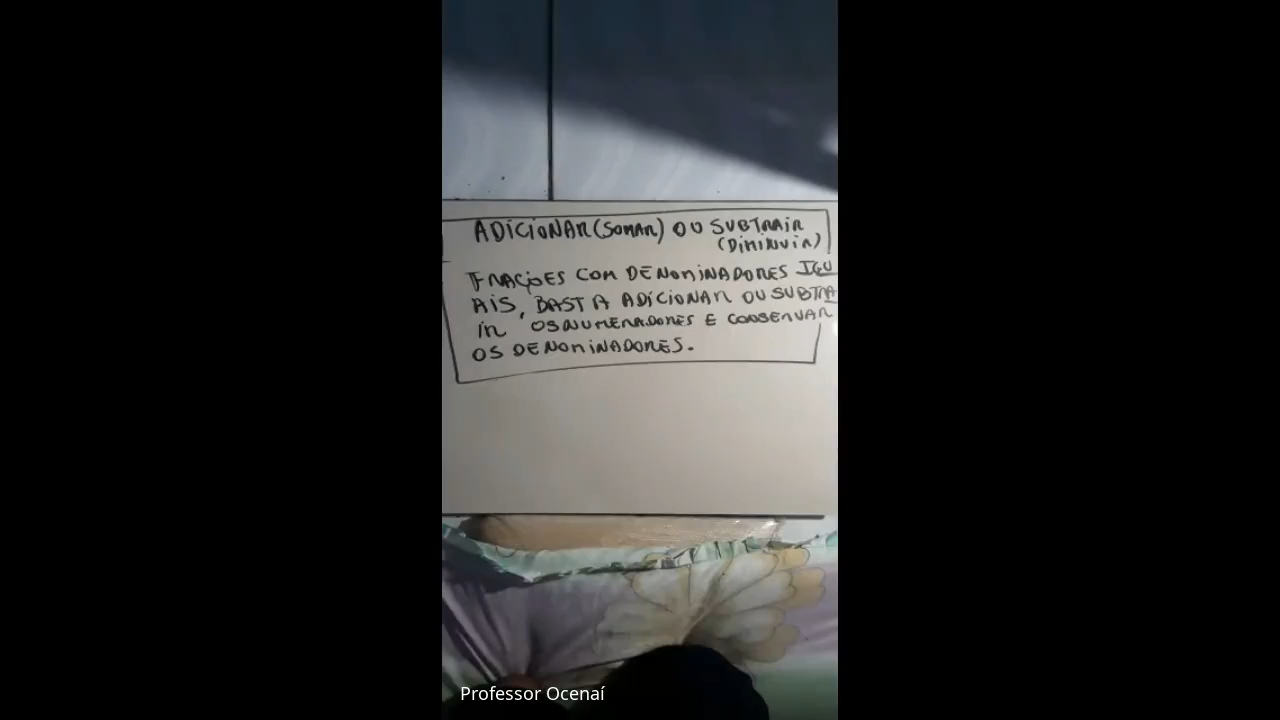 ADICIONAR (SOMAR) OU SUBTRAIR
(DIMINUIR)
FRAÇÕES COM DENOMINADORES IGU
AIS, BASTA ADICIONAR OU SUBTRA
IR OS NUMERADORES E CONSERVAR
OS DENOMINADORES.
Professor Ocenaí